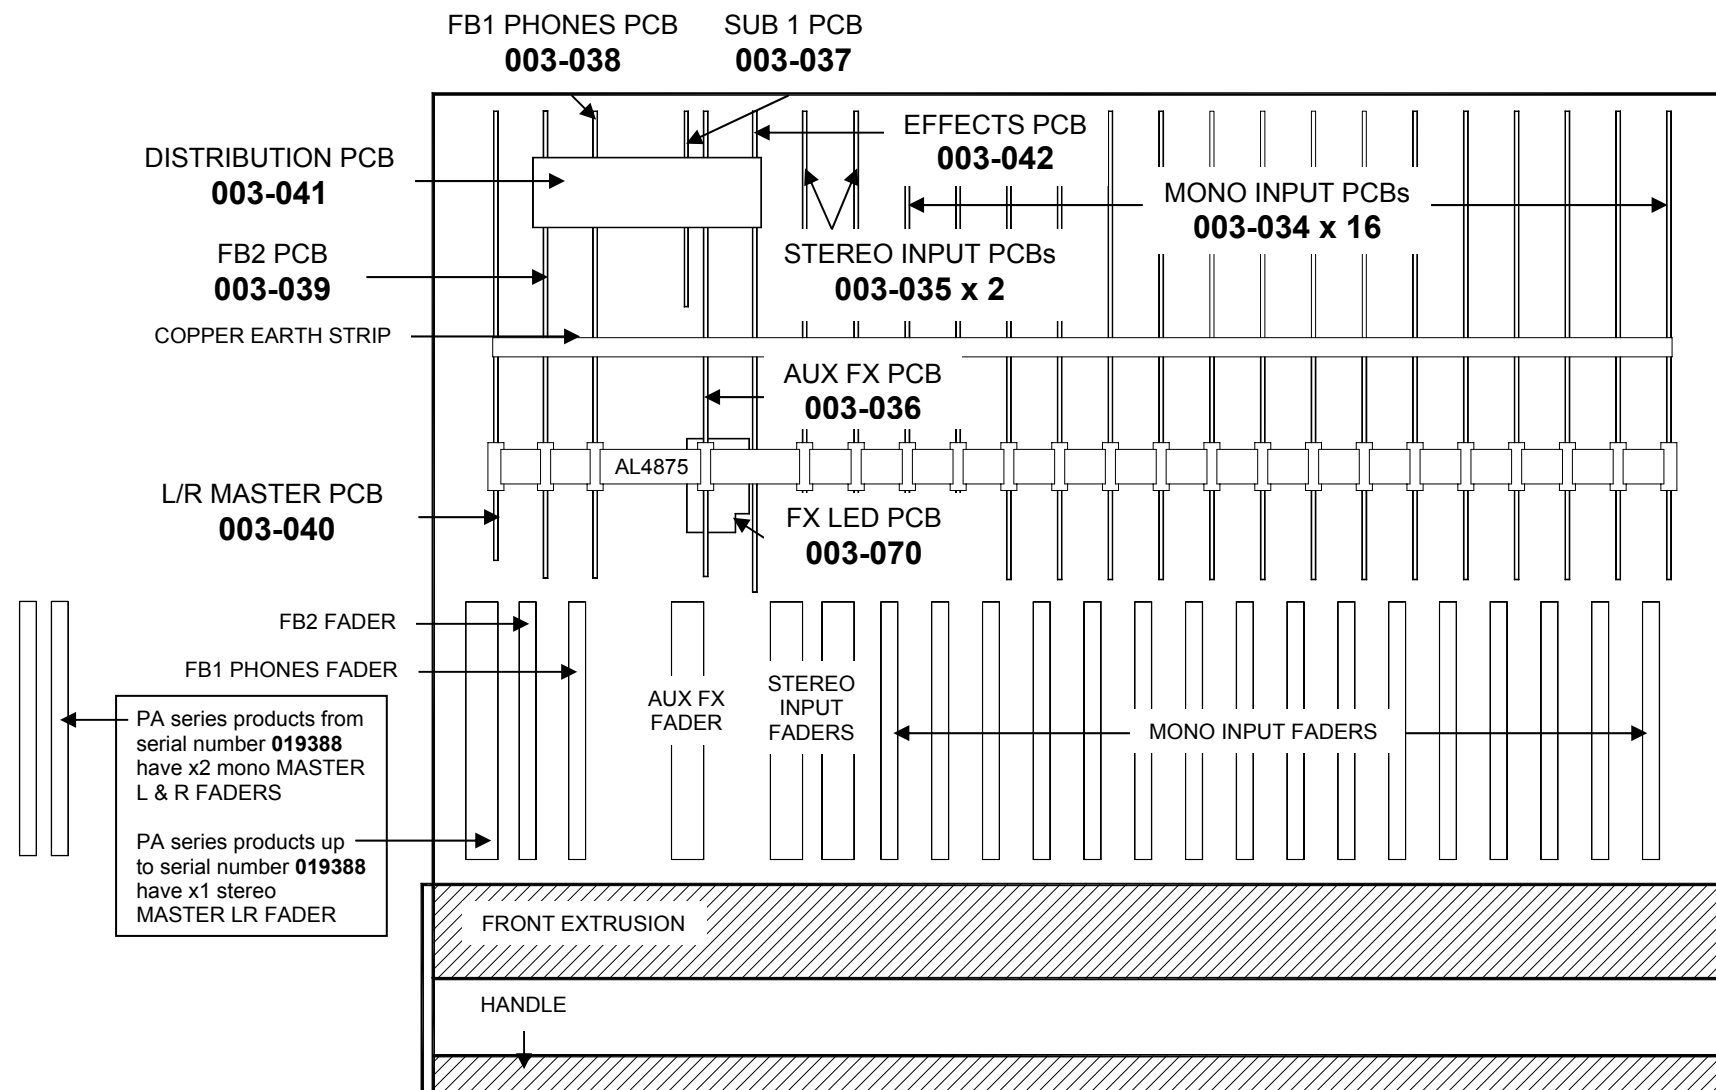 FB1 PHONES PCB
003-038
SUB 1 PCB
003-037
EFFECTS PCB
003-042
DISTRIBUTION PCB
003-041
MONO INPUT PCBs
003-034 x 16
FB2 PCB
003-039
STEREO INPUT PCBs
003-035 x 2
COPPER EARTH STRIP
AUX FX PCB
003-036
AL4875
L/R MASTER PCB
003-040
FX LED PCB
003-070
FB2 FADER
FB1 PHONES FADER
AUX FX
FADER
STEREO
INPUT
FADERS
MONO INPUT FADERS
PA series products from
serial number 019388
have x2 mono MASTER
L & R FADERS
PA series products up
to serial number 019388
have x1 stereo
MASTER LR FADER
FRONT EXTRUSION
HANDLE